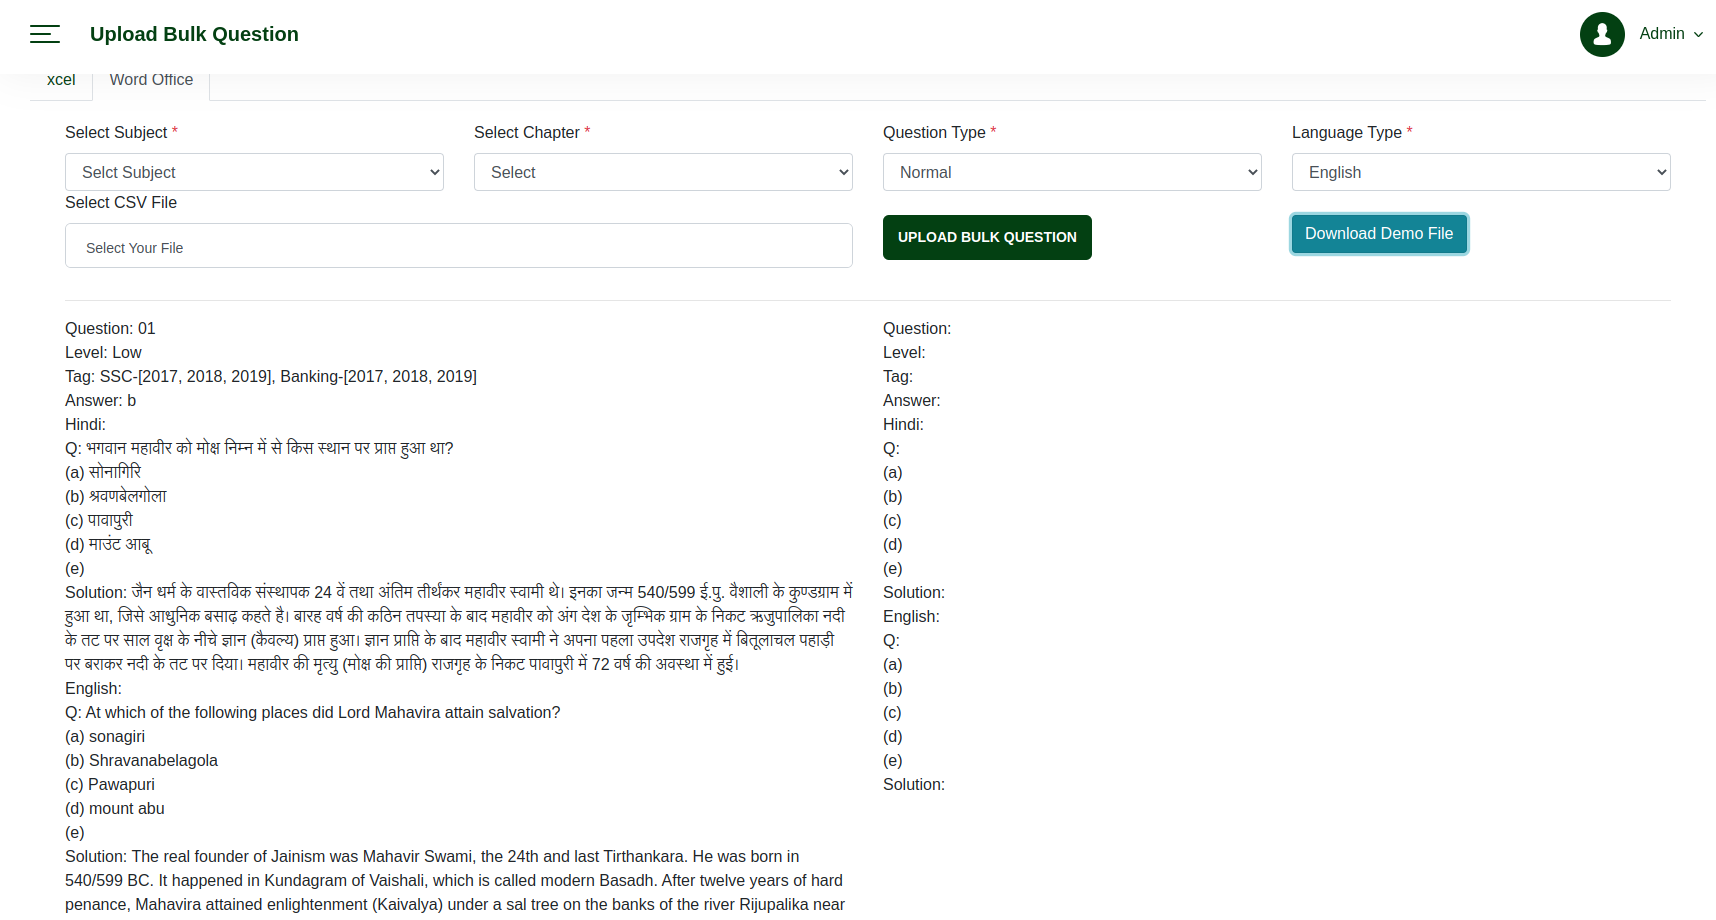 Upload Bulk Question
Admin
xcel
Word Office
Select Subject *
Select Chapter *
Question Type *
Language Type *
Selct Subject
Select
Normal
English
Select CSV File
Select Your File
UPLOAD BULK QUESTION
Download Demo File
Question: 01
Level: Low
Tag: SSC-[2017, 2018, 2019], Banking-[2017, 2018, 2019]
Answer: b
Hindi:
Q: भगवान महावीर को मोक्ष निम्न में से किस स्थान पर प्राप्त हुआ था?
(a) सोनागिरि
(b) श्रवणबेलगोला
(c) पावापुरी
(d) माउंट आबू
(e)
Solution: जैन धर्म के वास्तविक संस्थापक 24 वें तथा अंतिम तीर्थंकर महावीर स्वामी थे। इनका जन्म 540/599 ई.पु. वैशाली के कुण्डग्राम में
हुआ था, जिसे आधुनिक बसाढ़ कहते है। बारह वर्ष की कठिन तपस्या के बाद महावीर को अंग देश के जृम्भिक ग्राम के निकट ऋजुपालिका नदी
के तट पर साल वृक्ष के नीचे ज्ञान (कैवल्य) प्राप्त हुआ। ज्ञान प्राप्ति के बाद महावीर स्वामी ने अपना पहला उपदेश राजगृह में बितूलाचल पहाड़ी
पर बराकर नदी के तट पर दिया। महावीर की मृत्यु (मोक्ष की प्राप्ति) राजगृह के निकट पावापुरी में 72 वर्ष की अवस्था में हुई।
English:
Q: At which of the following places did Lord Mahavira attain salvation?
(a) sonagiri
(b) Shravanabelagola
(c) Pawapuri
(d) mount abu
(e)
Solution: The real founder of Jainism was Mahavir Swami, the 24th and last Tirthankara. He was born in
540/599 BC. It happened in Kundagram of Vaishali, which is called modern Basadh. After twelve years of hard
penance, Mahavira attained enlightenment (Kaivalya) under a sal tree on the banks of the river Rijupalika near
Question:
Level:
Tag:
Answer:
Hindi:
Q:
(a)
(b)
(c)
(d)
(e)
Solution:
English:
Q:
(a)
(b)
(c)
(d)
(e)
Solution: